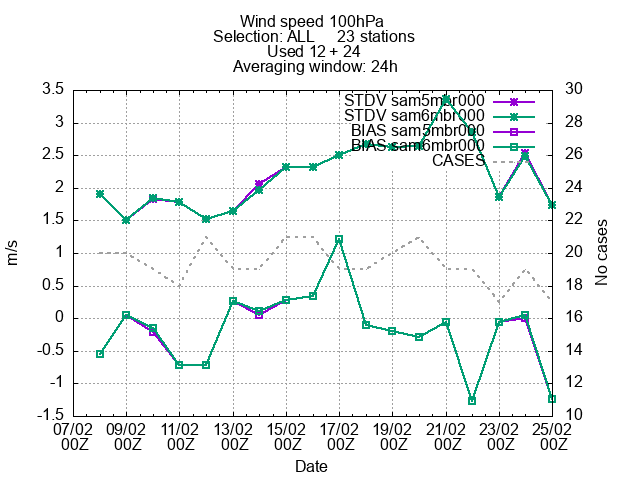 Wind speed 100hPa
Selection: ALL 23 stations
Used 12 + 24
Averaging window: 24h
3.5
3
2.5
2
1.5
1
0.5
0
-0.5
-1
-1.5
m/s
STDV sam5mbr000
STDV sam6mbr000
BIAS sam5mbr000
BIAS sam6mbr000
CASES
30
28
26
24
22
20
18
16
14
12
10
No cases
07/02 09/02 11/02 13/02 15/02 17/02 19/02 21/02 23/02 25/02
00Z 00Z 00Z 00Z 00Z 00Z 00Z 00Z 00Z 00Z
Date